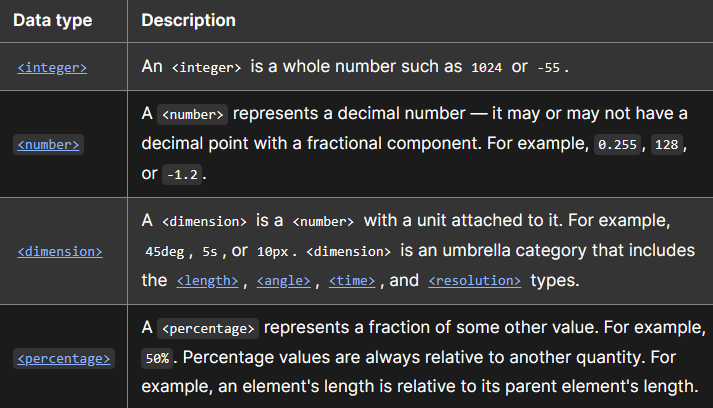 Data type Description
<integer> An <integer> is a whole number such as 1024 or -55.
A <number> represents a decimal number — it may or may not have a
<number> decimal point with a fractional component. For example, 0.255, 128,
or -1.2.
A <dimension> is a <number> with a unit attached to it. For example,
<dimension> 45deg, 5s, or 10px. <dimension> is an umbrella category that includes
the <length>, <angle>, <time>, and <resolution> types.
A <percentage> represents a fraction of some other value. For example,
<percentage> 50%. Percentage values are always relative to another quantity. For
example, an element's length is relative to its parent element's length.